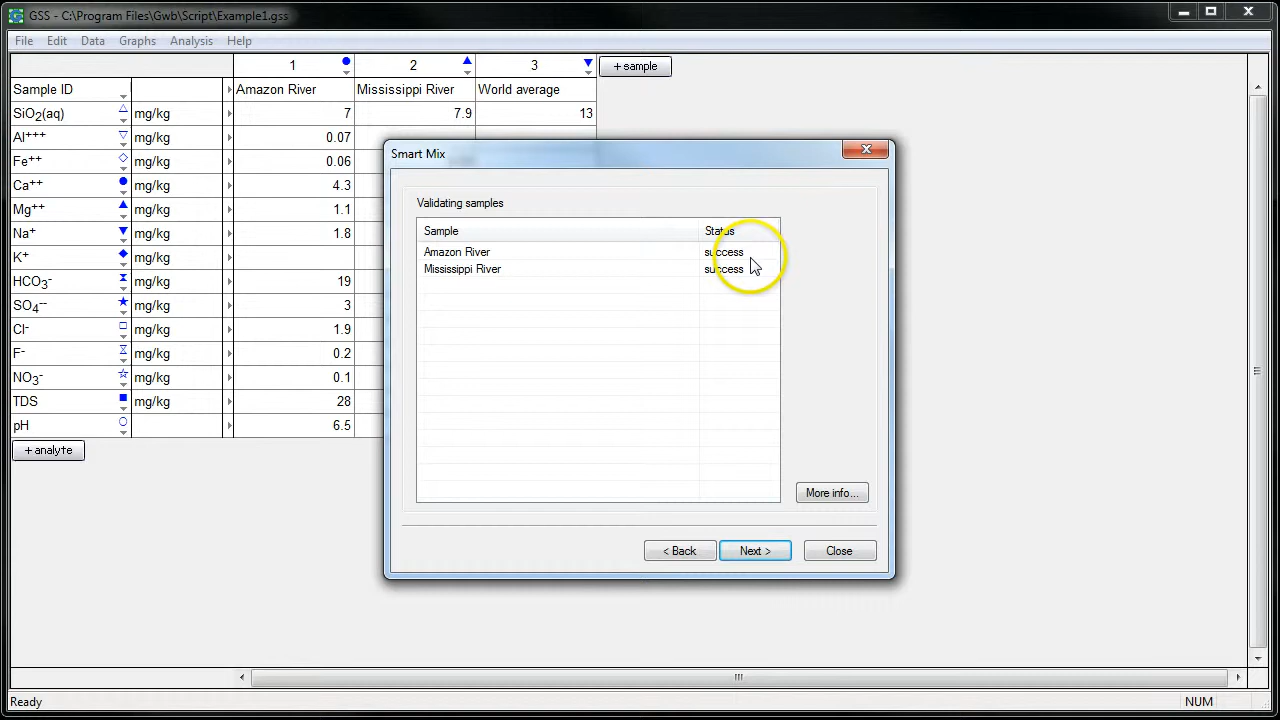 GSS - C:\Program Files\Gwb\Script\Example1.gss
File Edit Data Graphs Analysis Help
1 2 3 + sample
Sample ID Amazon River Mississippi River World average
SiO2(aq) mg/kg 7 7.9 13
Al+++ mg/kg 0.07
Fe++ mg/kg 0.06
Ca++ mg/kg 4.3
Mg++ mg/kg 1.1
Na+ mg/kg 1.8
K+ mg/kg
HCO3- mg/kg 19
SO4-- mg/kg 3
Cl- mg/kg 1.9
F- mg/kg 0.2
NO3- mg/kg 0.1
TDS mg/kg 28
pH 6.5
+ analyte
Smart Mix
Validating samples
Sample Status
Amazon River success
Mississippi River success
More info...
< Back Next > Close
Ready NUM